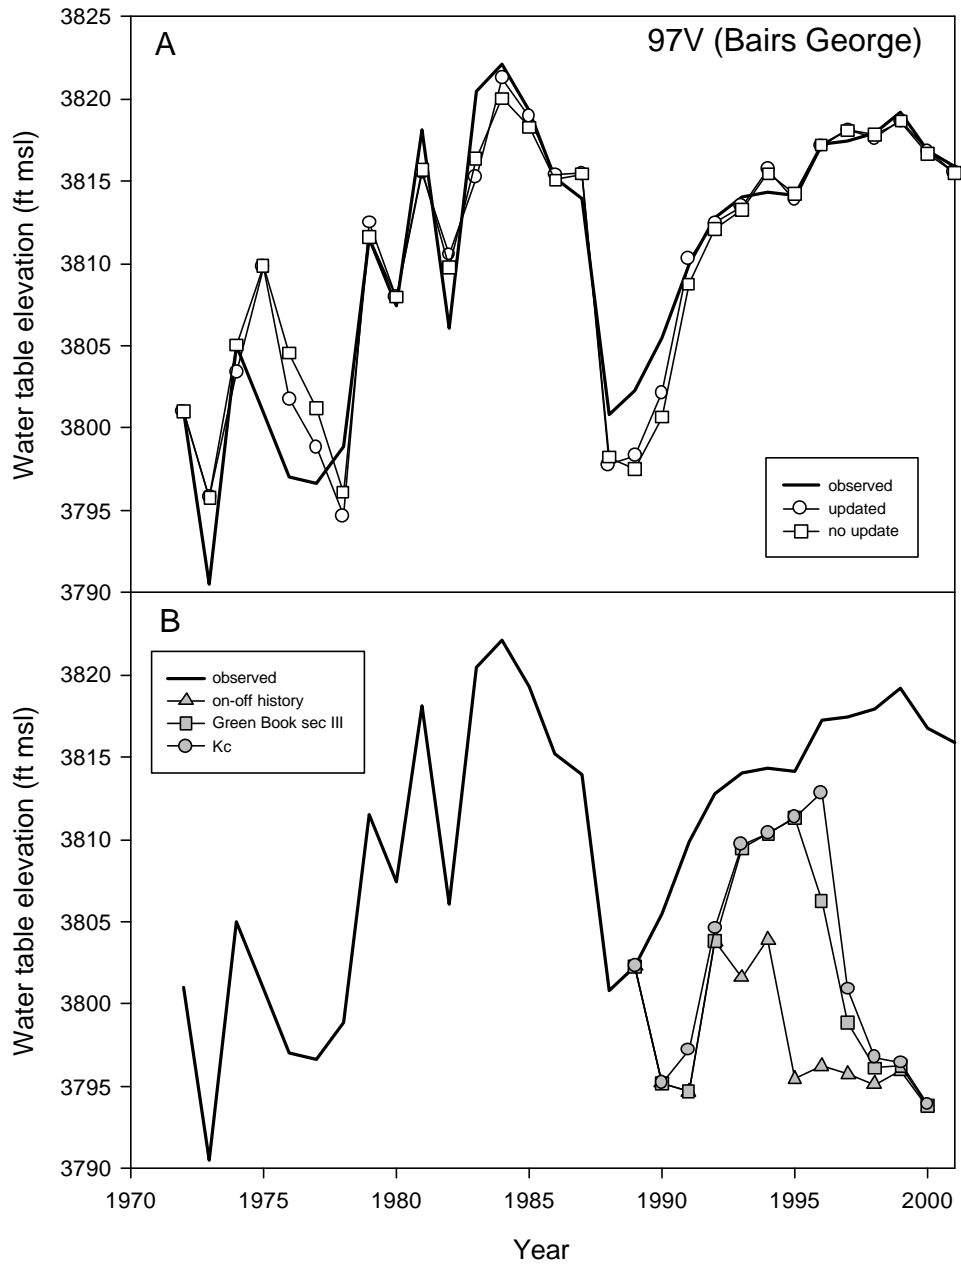 3825
A
97V (Bairs George)
3820
3815
3810
3805
3800
3795
3790
Water table elevation (ft msl)
observed
updated
no update
B
observed
on-off history
Green Book sec III
Kc
3820
3815
3810
3805
3800
3795
3790
Water table elevation (ft msl)
1970 1975 1980 1985 1990 1995 2000
Year